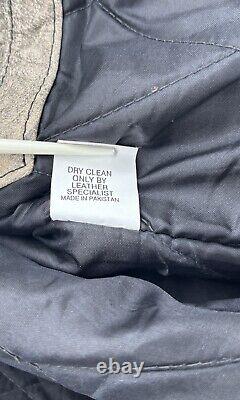 DRY CLEAN
ONLY BY
LEATHER
SPECIALIST
MADE IN PAKISTAN